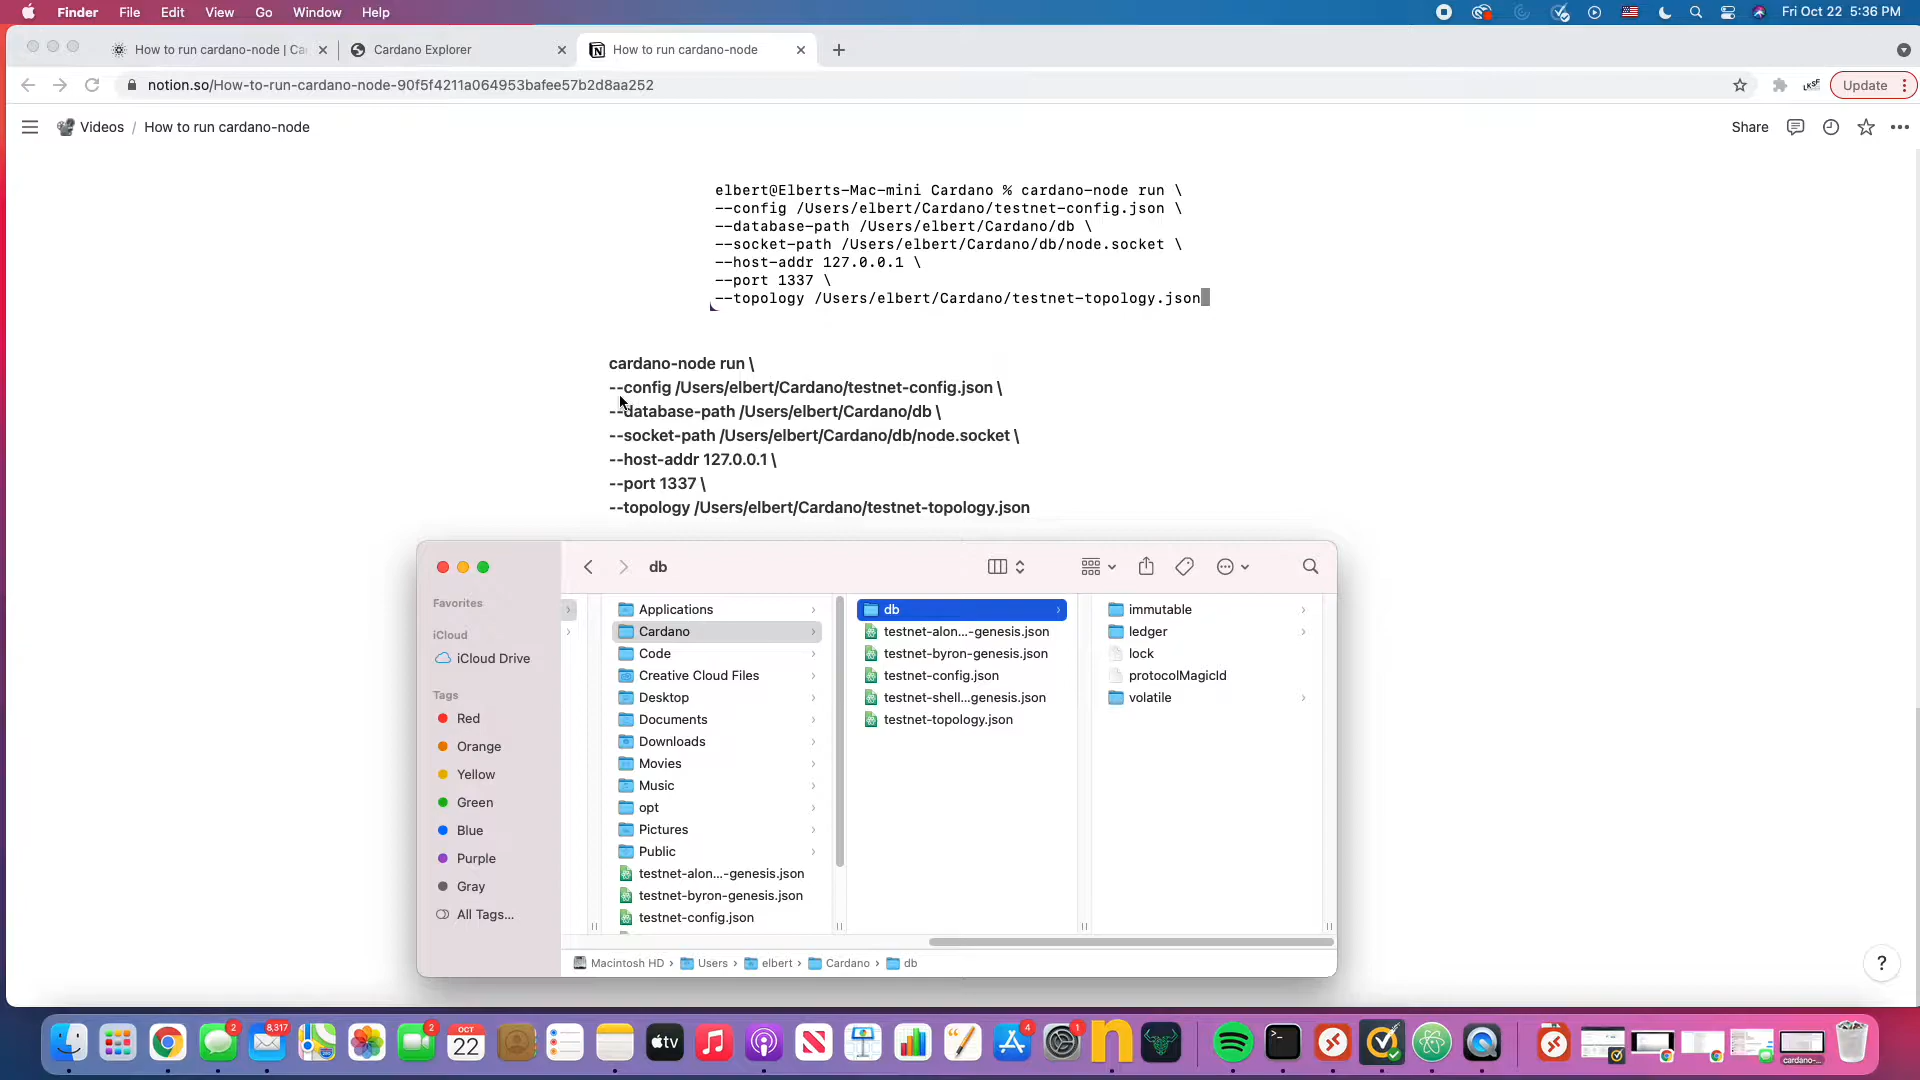 Finder File Edit View Go Window Help Fri Oct 22 5:36 PM
How to run cardano-node | Ca Cardano Explorer How to run cardano-node
notion.so/How-to-run-cardano-node-90f5f4211a064953bafee57b2d8aa252 Update
Videos / How to run cardano-node Share
elbert@Elberts-Mac-mini Cardano % cardano-node run \
--config /Users/elbert/Cardano/testnet-config.json \
--database-path /Users/elbert/Cardano/db \
--socket-path /Users/elbert/Cardano/db/node.socket \
--host-addr 127.0.0.1 \
--port 1337 \
--topology /Users/elbert/Cardano/testnet-topology.json
cardano-node run \
--config /Users/elbert/Cardano/testnet-config.json \
--database-path /Users/elbert/Cardano/db \
--socket-path /Users/elbert/Cardano/db/node.socket \
--host-addr 127.0.0.1 \
--port 1337 \
--topology /Users/elbert/Cardano/testnet-topology.json
db
Favorites
iCloud
iCloud Drive
Tags
Red
Orange
Yellow
Green
Blue
Purple
Gray
All Tags...
Applications
Cardano
Code
Creative Cloud Files
Desktop
Documents
Downloads
Movies
Music
opt
Pictures
Public
testnet-alon...-genesis.json
testnet-byron-genesis.json
testnet-config.json
db
testnet-alon...-genesis.json
testnet-byron-genesis.json
testnet-config.json
testnet-shell...genesis.json
testnet-topology.json
immutable
ledger
lock
protocolMagicId
volatile
Macintosh HD › Users › elbert › Cardano › db
?
2 8,317 2 OCT 22 tv 4 1 n cardano-...